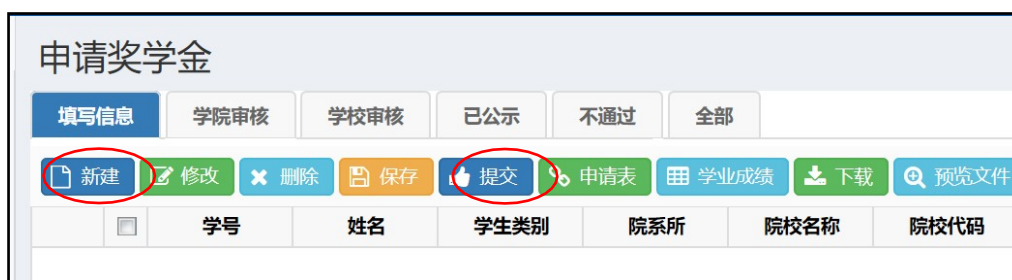 申请奖学金
填写信息 学院审核 学校审核 已公示 不通过 全部
新建 修改 删除 保存 提交 申请表 学业成绩 下载 预览文件
学号 姓名 学生类别 院系所 院校名称 院校代码